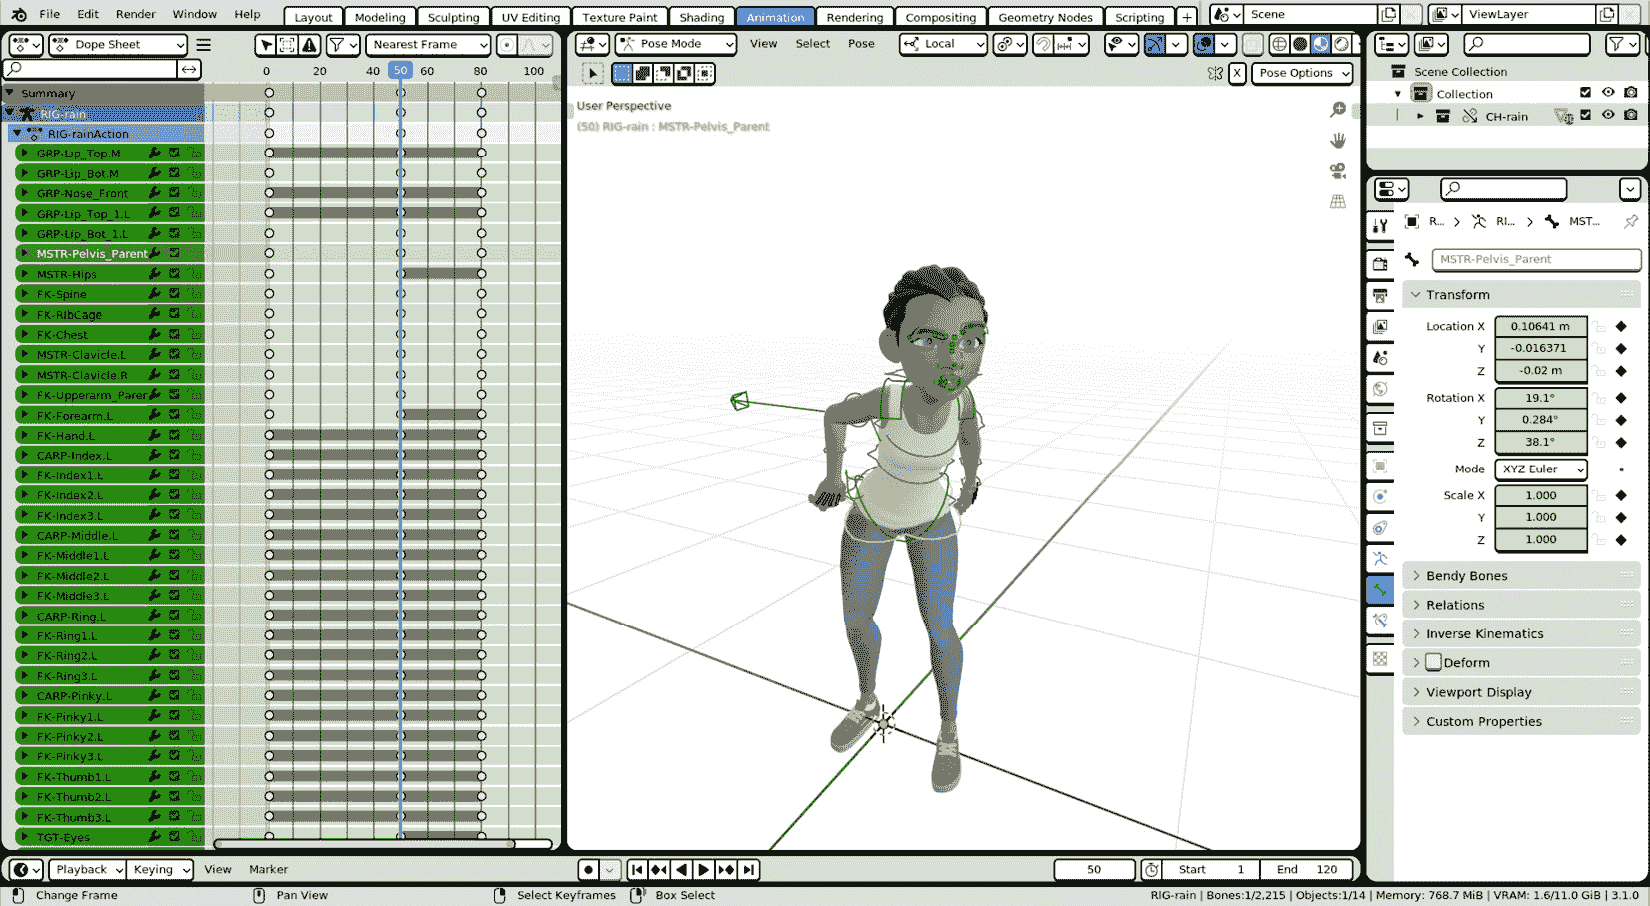 File Edit Render Window Help Layout Modeling Sculpting UV Editing Texture Paint Shading Animation Rendering Compositing Geometry Nodes Scripting + Scene ViewLayer
Dope Sheet Nearest Frame
0 20 40 50 60 80 100
Summary
RIG-rain
RIG-rainAction
GRP-Lip_Top.M
GRP-Lip_Bot.M
GRP-Nose_Front
GRP-Lip_Top_1.L
GRP-Lip_Bot_1.L
MSTR-Pelvis_Parent
MSTR-Hips
FK-Spine
FK-RibCage
FK-Chest
MSTR-Clavicle.L
MSTR-Clavicle.R
FK-Upperarm_Parer
FK-Forearm.L
FK-Hand.L
CARP-Index.L
FK-Index1.L
FK-Index2.L
FK-Index3.L
CARP-Middle.L
FK-Middle1.L
FK-Middle2.L
FK-Middle3.L
CARP-Ring.L
FK-Ring1.L
FK-Ring2.L
FK-Ring3.L
CARP-Pinky.L
FK-Pinky1.L
FK-Pinky2.L
FK-Pinky3.L
FK-Thumb1.L
FK-Thumb2.L
FK-Thumb3.L
TGT-Eyes
Pose Mode View Select Pose Local
X Pose Options
User Perspective
(50) RIG-rain : MSTR-Pelvis_Parent
Scene Collection
Collection
CH-rain
R... RI... MST...
MSTR-Pelvis_Parent
Transform
Location X 0.10641 m
Y -0.016371
Z -0.02 m
Rotation X 19.1°
Y 0.284°
Z 38.1°
Mode XYZ Euler
Scale X 1.000
Y 1.000
Z 1.000
Bendy Bones
Relations
Inverse Kinematics
Deform
Viewport Display
Custom Properties
Playback Keying View Marker 50 Start 1 End 120
Change Frame Pan View Select Keyframes Box Select RIG-rain | Bones:1/2,215 | Objects:1/14 | Memory: 768.7 MiB | VRAM: 1.6/11.0 GiB | 3.1.0